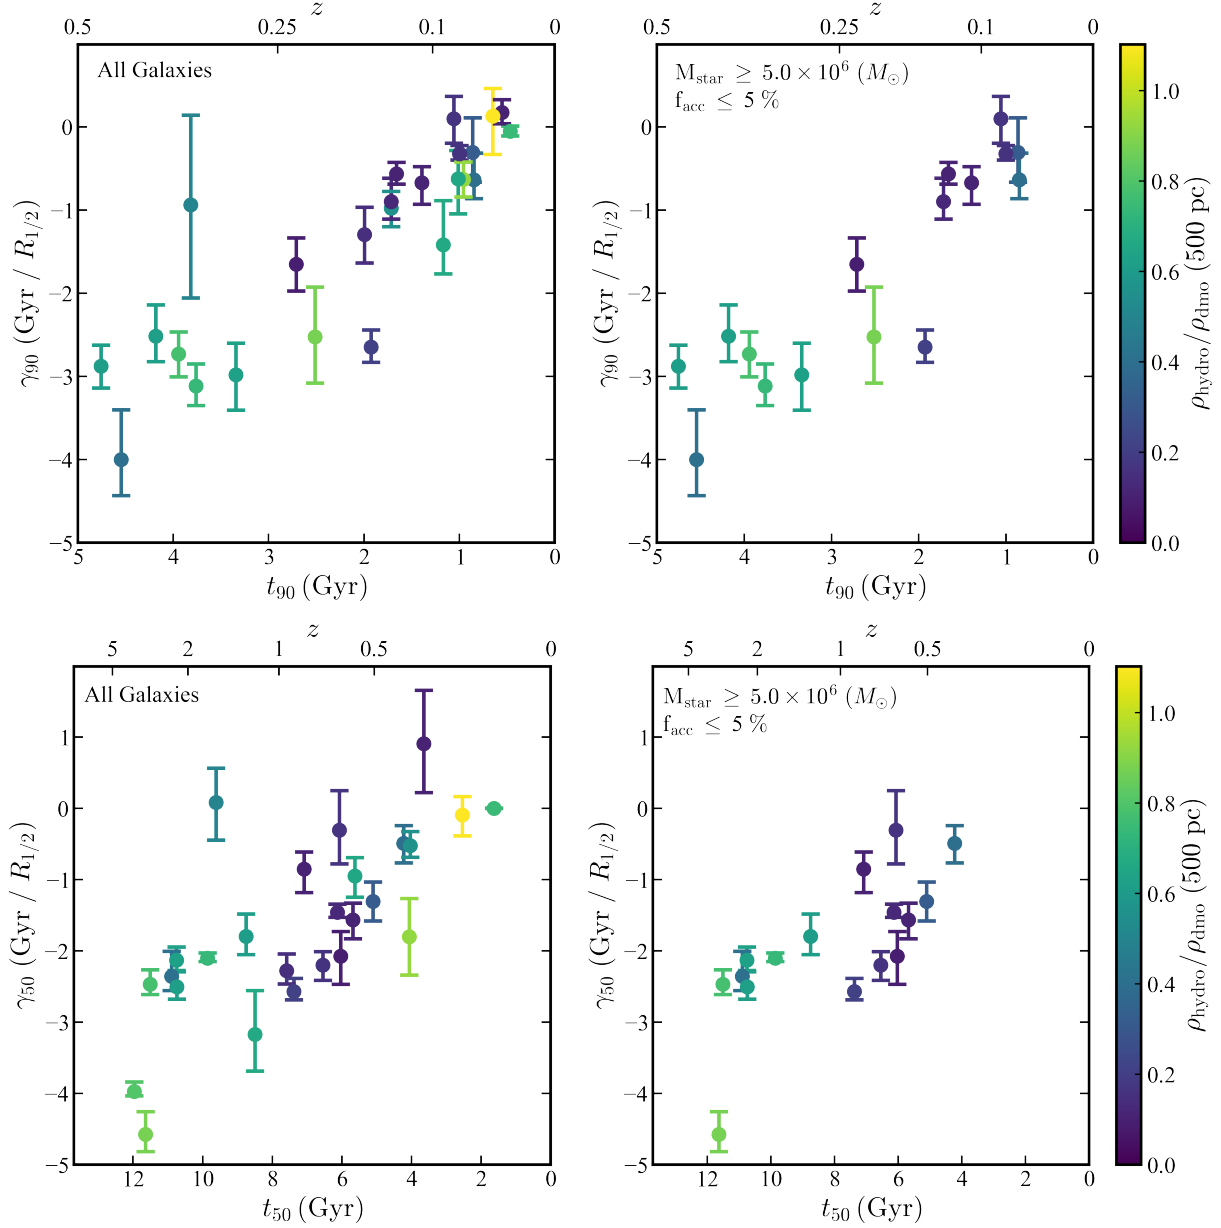 z
0.5 0.25 0.1 0
All Galaxies
γ90 (Gyr / R1/2)
0
−1
−2
−3
−4
−5
5 4 3 2 1 0
t90 (Gyr)
z
0.5 0.25 0.1 0
Mstar ≥ 5.0 × 10⁶ (M⊙)
facc ≤ 5 %
γ90 (Gyr / R1/2)
0
−1
−2
−3
−4
−5
5 4 3 2 1 0
t90 (Gyr)
1.0
0.8
0.6
0.4
0.2
0.0
ρhydro/ρdmo (500 pc)
z
5 2 1 0.5 0
All Galaxies
γ50 (Gyr / R1/2)
1
0
−1
−2
−3
−4
−5
12 10 8 6 4 2 0
t50 (Gyr)
z
5 2 1 0.5 0
Mstar ≥ 5.0 × 10⁶ (M⊙)
facc ≤ 5 %
γ50 (Gyr / R1/2)
1
0
−1
−2
−3
−4
−5
12 10 8 6 4 2 0
t50 (Gyr)
1.0
0.8
0.6
0.4
0.2
0.0
ρhydro/ρdmo (500 pc)